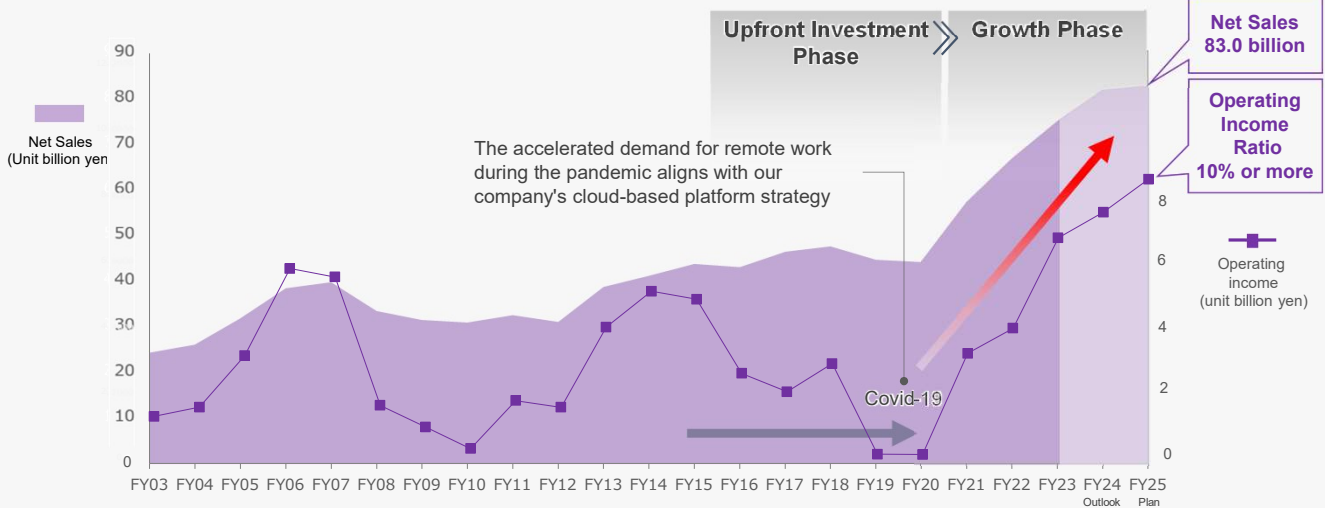 Upfront Investment
Phase
Growth Phase
Net Sales
83.0 billion
Operating
Income
Ratio
10% or more
90
80
70
60
50
40
30
20
10
0
Net Sales
(Unit billion yen
The accelerated demand for remote work
during the pandemic aligns with our
company's cloud-based platform strategy
Covid-19
8
6
4
2
0
Operating
income
(unit billion yen)
FY03 FY04 FY05 FY06 FY07 FY08 FY09 FY10 FY11 FY12 FY13 FY14 FY15 FY16 FY17 FY18 FY19 FY20 FY21 FY22 FY23 FY24 FY25
Outlook Plan